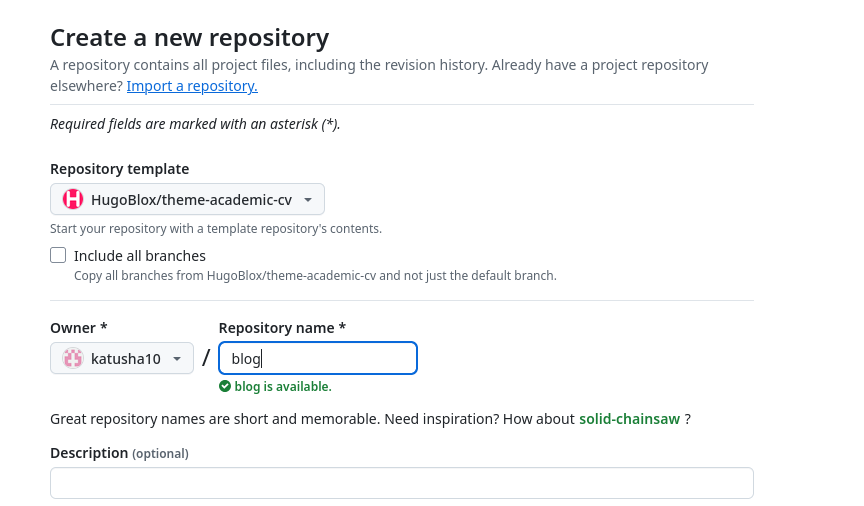 Create a new repository
A repository contains all project files, including the revision history. Already have a project repository
elsewhere? Import a repository.
Required fields are marked with an asterisk (*).
Repository template
HugoBlox/theme-academic-cv
Start your repository with a template repository's contents.
Include all branches
Copy all branches from HugoBlox/theme-academic-cv and not just the default branch.
Owner * Repository name *
katusha10 / blog
blog is available.
Great repository names are short and memorable. Need inspiration? How about solid-chainsaw ?
Description (optional)